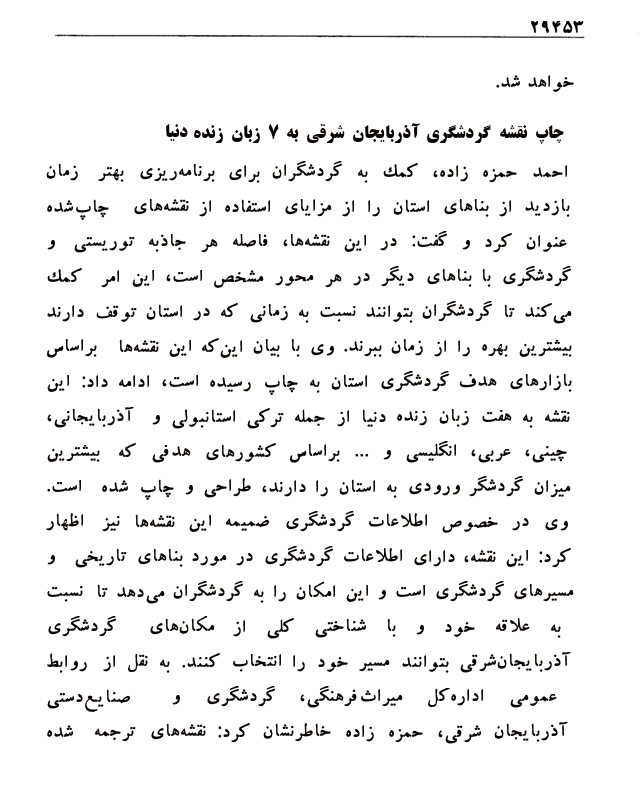 ۲۹۴۵۳
خواهد شد.
چاپ نقشه گردشگری آذربایجان شرقی به ۷ زبان زنده دنیا
احمد حمزه زاده، کمك به گردشگران برای برنامه‌ریزی بهتر زمان
بازدید از بناهای استان را از مزایای استفاده از نقشه‌های چاپ‌شده
عنوان کرد و گفت: در این نقشه‌ها، فاصله هر جاذبه توریستی و
گردشگری با بناهای دیگر در هر محور مشخص است، این امر کمك
می‌کند تا گردشگران بتوانند نسبت به زمانی که در استان توقف دارند
بیشترین بهره را از زمان ببرند. وی با بیان این‌که این نقشه‌ها براساس
بازارهای هدف گردشگری استان به چاپ رسیده است، ادامه داد: این
نقشه به هفت زبان زنده دنیا از جمله ترکی استانبولی و آذربایجانی،
چینی، عربی، انگلیسی و ... براساس کشورهای هدفی که بیشترین
میزان گردشگر ورودی به استان را دارند، طراحی و چاپ شده است.
وی در خصوص اطلاعات گردشگری ضمیمه این نقشه‌ها نیز اظهار
کرد: این نقشه، دارای اطلاعات گردشگری در مورد بناهای تاریخی و
مسیرهای گردشگری است و این امکان را به گردشگران می‌دهد تا نسبت
به علاقه خود و با شناختی کلی از مکان‌های گردشگری
آذربایجان‌شرقی بتوانند مسیر خود را انتخاب کنند. به نقل از روابط
عمومی اداره‌کل میراث‌فرهنگی، گردشگری و صنایع‌دستی
آذربایجان شرقی، حمزه زاده خاطرنشان کرد: نقشه‌های ترجمه شده